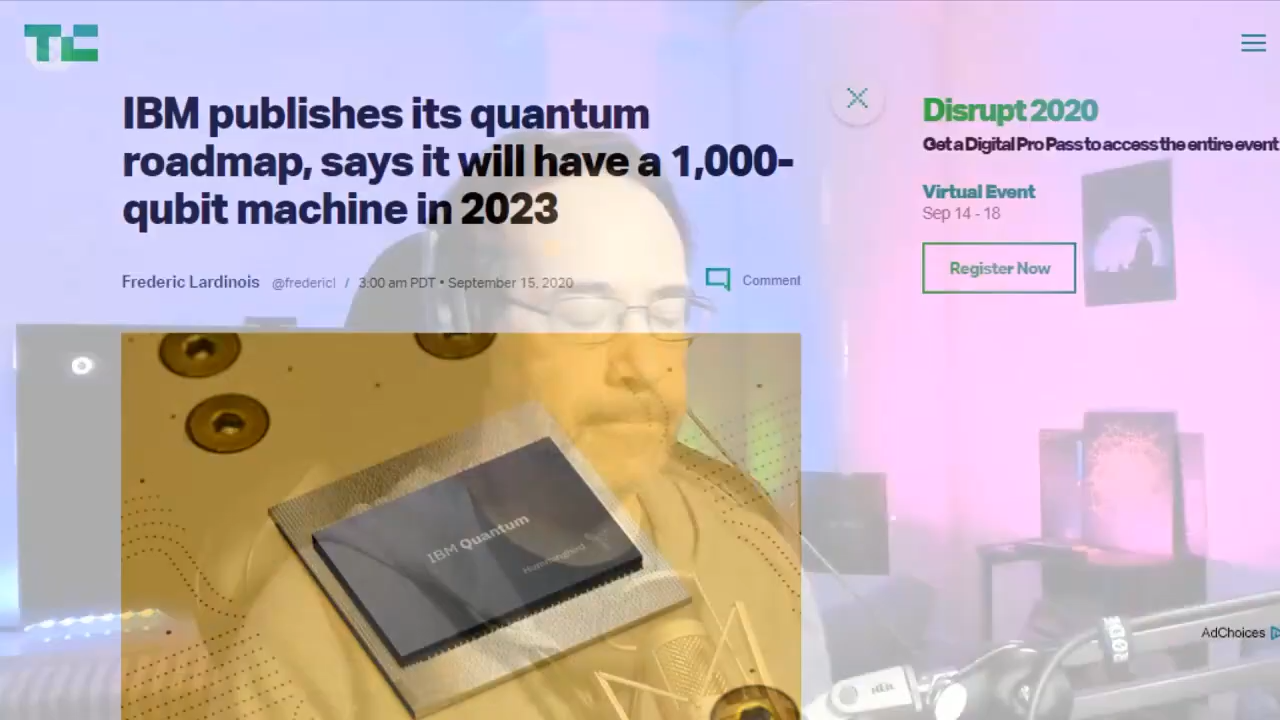 TC
IBM publishes its quantum
roadmap, says it will have a 1,000-
qubit machine in 2023
Frederic Lardinois @fredericl / 3:00 am PDT • September 15, 2020
Comment
Disrupt 2020
Get a Digital Pro Pass to access the entire event
Virtual Event
Sep 14 - 18
Register Now
IBM Quantum
Hummingbird
RODE
AdChoices